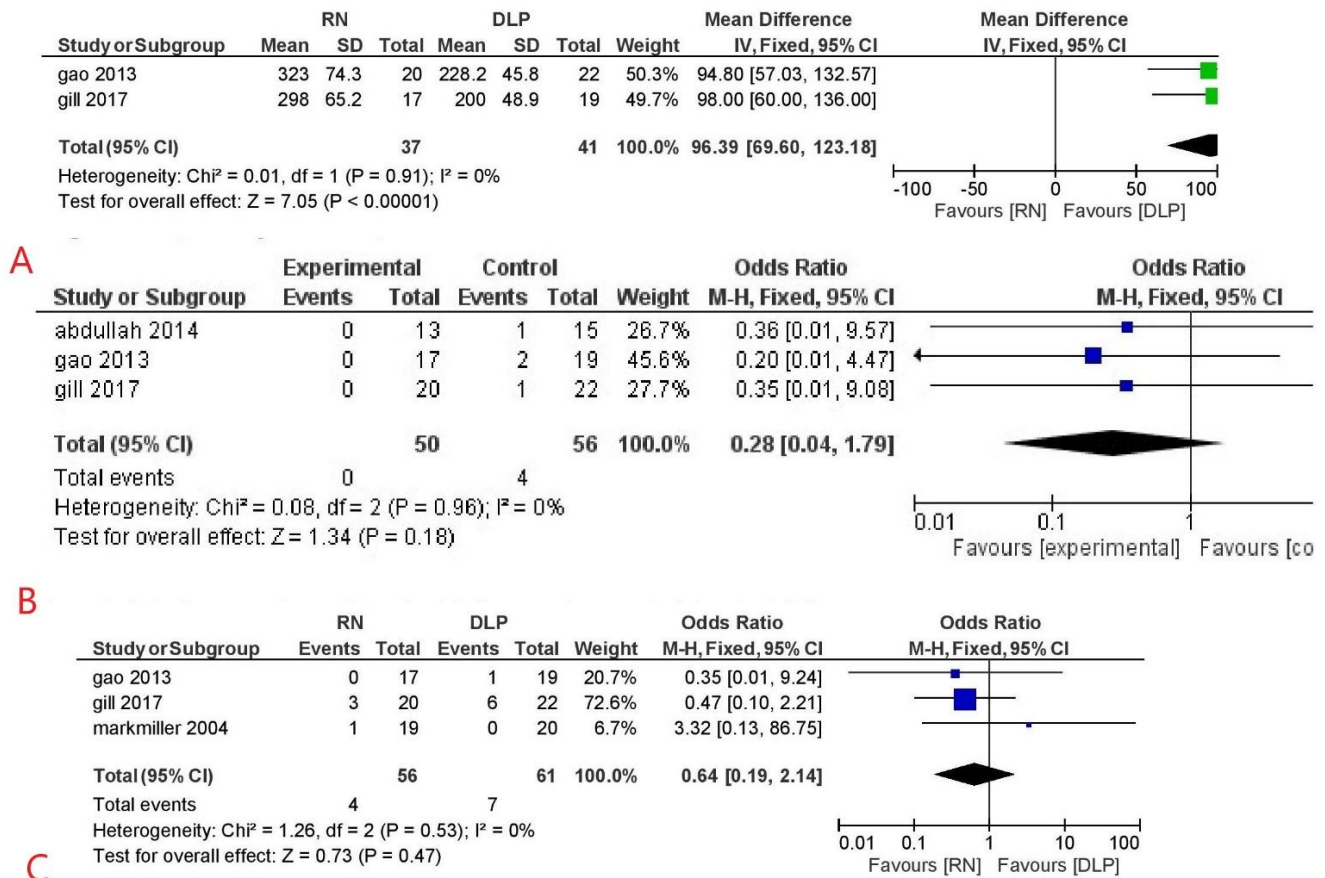 RN DLP Mean Difference Mean Difference
Study or Subgroup Mean SD Total Mean SD Total Weight IV, Fixed, 95% CI IV, Fixed, 95% CI
gao 2013 323 74.3 20 228.2 45.8 22 50.3% 94.80 [57.03, 132.57]
gill 2017 298 65.2 17 200 48.9 19 49.7% 98.00 [60.00, 136.00]
Total (95% CI) 37 41 100.0% 96.39 [69.60, 123.18]
Heterogeneity: Chi² = 0.01, df = 1 (P = 0.91); I² = 0%
Test for overall effect: Z = 7.05 (P < 0.00001)
-100 -50 0 50 100
Favours [RN] Favours [DLP]
A
Experimental Control Odds Ratio Odds Ratio
Study or Subgroup Events Total Events Total Weight M-H, Fixed, 95% CI M-H, Fixed, 95% CI
abdullah 2014 0 13 1 15 26.7% 0.36 [0.01, 9.57]
gao 2013 0 17 2 19 45.6% 0.20 [0.01, 4.47]
gill 2017 0 20 1 22 27.7% 0.35 [0.01, 9.08]
Total (95% CI) 50 56 100.0% 0.28 [0.04, 1.79]
Total events 0 4
Heterogeneity: Chi² = 0.08, df = 2 (P = 0.96); I² = 0%
Test for overall effect: Z = 1.34 (P = 0.18)
0.01 0.1 1
Favours [experimental] Favours [co
B
RN DLP Odds Ratio Odds Ratio
Study or Subgroup Events Total Events Total Weight M-H, Fixed, 95% CI M-H, Fixed, 95% CI
gao 2013 0 17 1 19 20.7% 0.35 [0.01, 9.24]
gill 2017 3 20 6 22 72.6% 0.47 [0.10, 2.21]
markmiller 2004 1 19 0 20 6.7% 3.32 [0.13, 86.75]
Total (95% CI) 56 61 100.0% 0.64 [0.19, 2.14]
Total events 4 7
Heterogeneity: Chi² = 1.26, df = 2 (P = 0.53); I² = 0%
Test for overall effect: Z = 0.73 (P = 0.47)
0.01 0.1 1 10 100
Favours [RN] Favours [DLP]
C